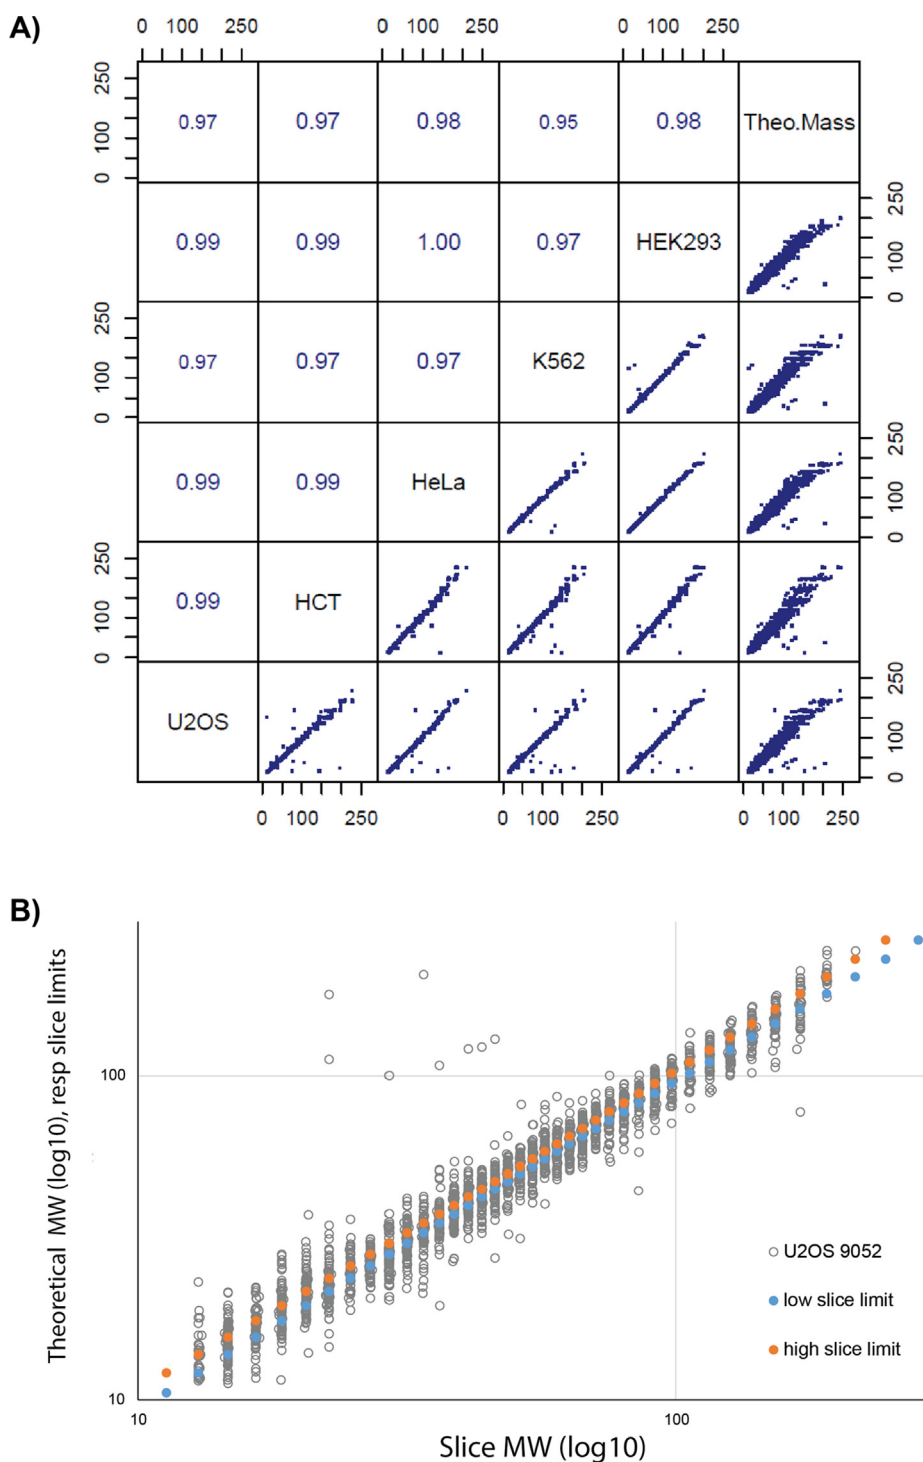 A)
0 100 250 0 100 250 0 100 250
0 100 250
0.97 0.97 0.98 0.95 0.98 Theo.Mass
0.99 0.99 1.00 0.97 HEK293
0 100 250
0 100 250
0.97 0.97 0.97 K562
0.99 0.99 HeLa
0 100 250
0 100 250
0.99 HCT
U2OS
0 100 250
0 100 250 0 100 250 0 100 250
B)
Theoretical MW (log10), resp slice limits
100
10
U2OS 9052
low slice limit
high slice limit
10 100
Slice MW (log10)